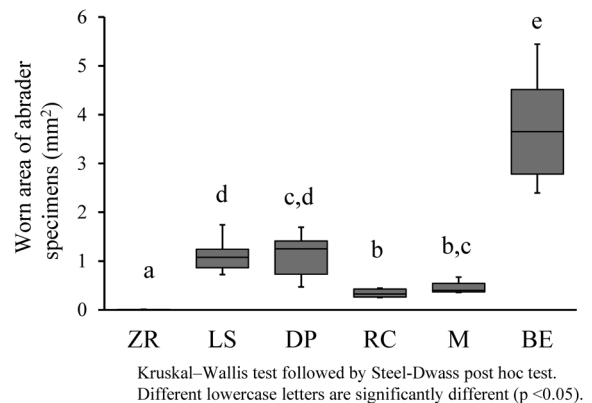 Worn area of abrader
specimens (mm²)
6
5
4
3
2
1
0
a
d
c,d
b
b,c
e
ZR LS DP RC M BE
Kruskal–Wallis test followed by Steel-Dwass post hoc test.
Different lowercase letters are significantly different (p <0.05).